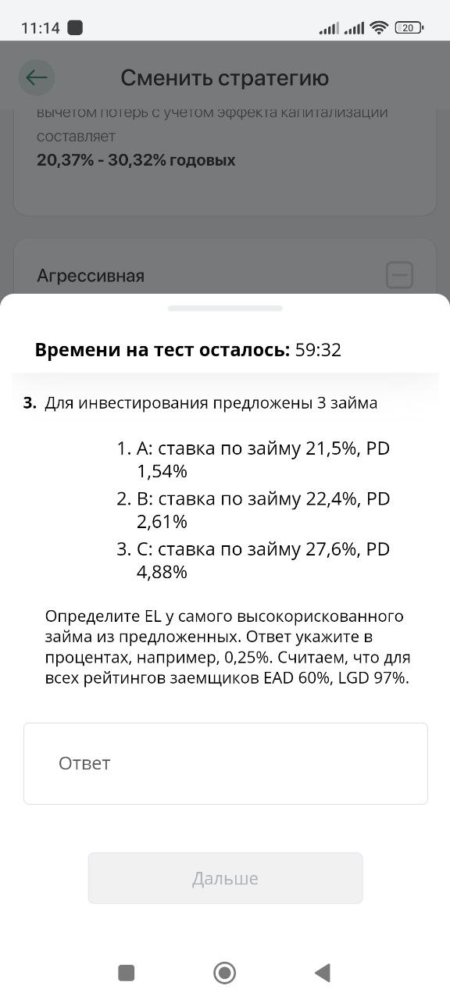 11:14
20
Сменить стратегию
вычетом потерь с учетом эффекта капитализации
составляет
20,37% - 30,32% годовых
Агрессивная
Времени на тест осталось: 59:32
3. Для инвестирования предложены 3 займа
1. А: ставка по займу 21,5%, PD
1,54%
2. В: ставка по займу 22,4%, PD
2,61%
3. С: ставка по займу 27,6%, PD
4,88%
Определите EL у самого высокорискованного
займа из предложенных. Ответ укажите в
процентах, например, 0,25%. Считаем, что для
всех рейтингов заемщиков EAD 60%, LGD 97%.
Ответ
Дальше